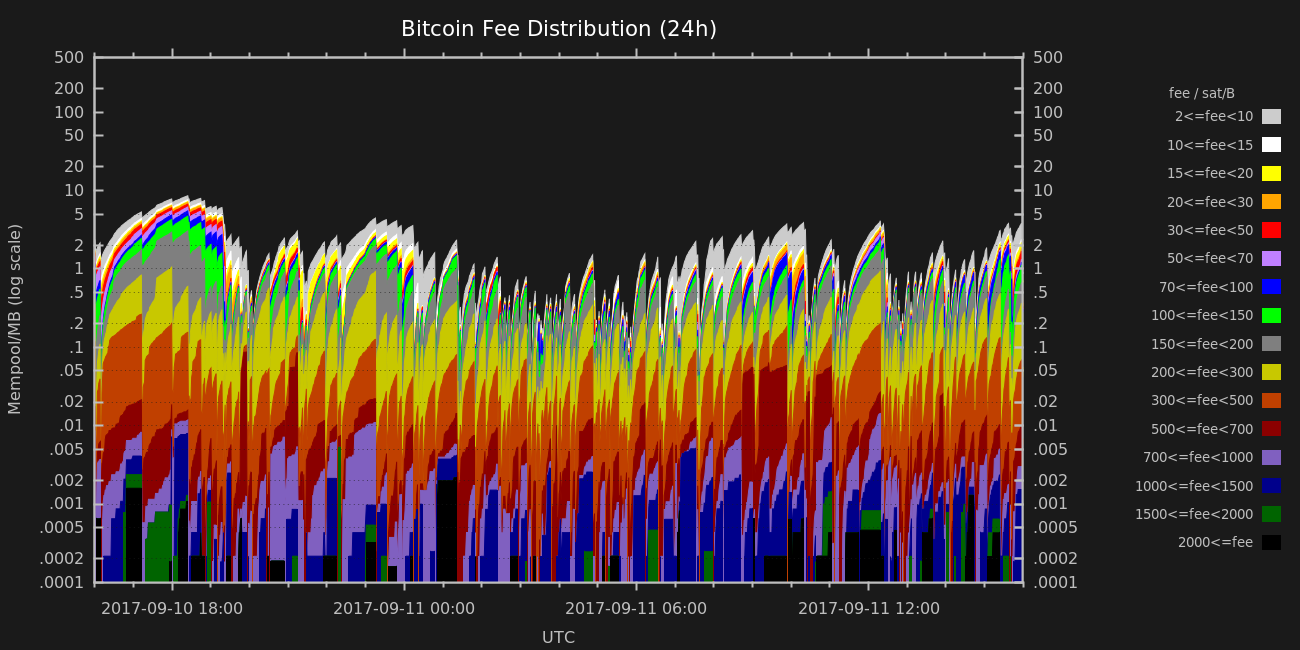 Bitcoin Fee Distribution (24h)
Mempool/MB (log scale)
500
200
100
50
20
10
5
2
1
.5
.2
.1
.05
.02
.01
.005
.002
.001
.0005
.0002
.0001
500
200
100
50
20
10
5
2
1
.5
.2
.1
.05
.02
.01
.005
.002
.001
.0005
.0002
.0001
fee / sat/B
2<=fee<10
10<=fee<15
15<=fee<20
20<=fee<30
30<=fee<50
50<=fee<70
70<=fee<100
100<=fee<150
150<=fee<200
200<=fee<300
300<=fee<500
500<=fee<700
700<=fee<1000
1000<=fee<1500
1500<=fee<2000
2000<=fee
2017-09-10 18:00 2017-09-11 00:00 2017-09-11 06:00 2017-09-11 12:00
UTC